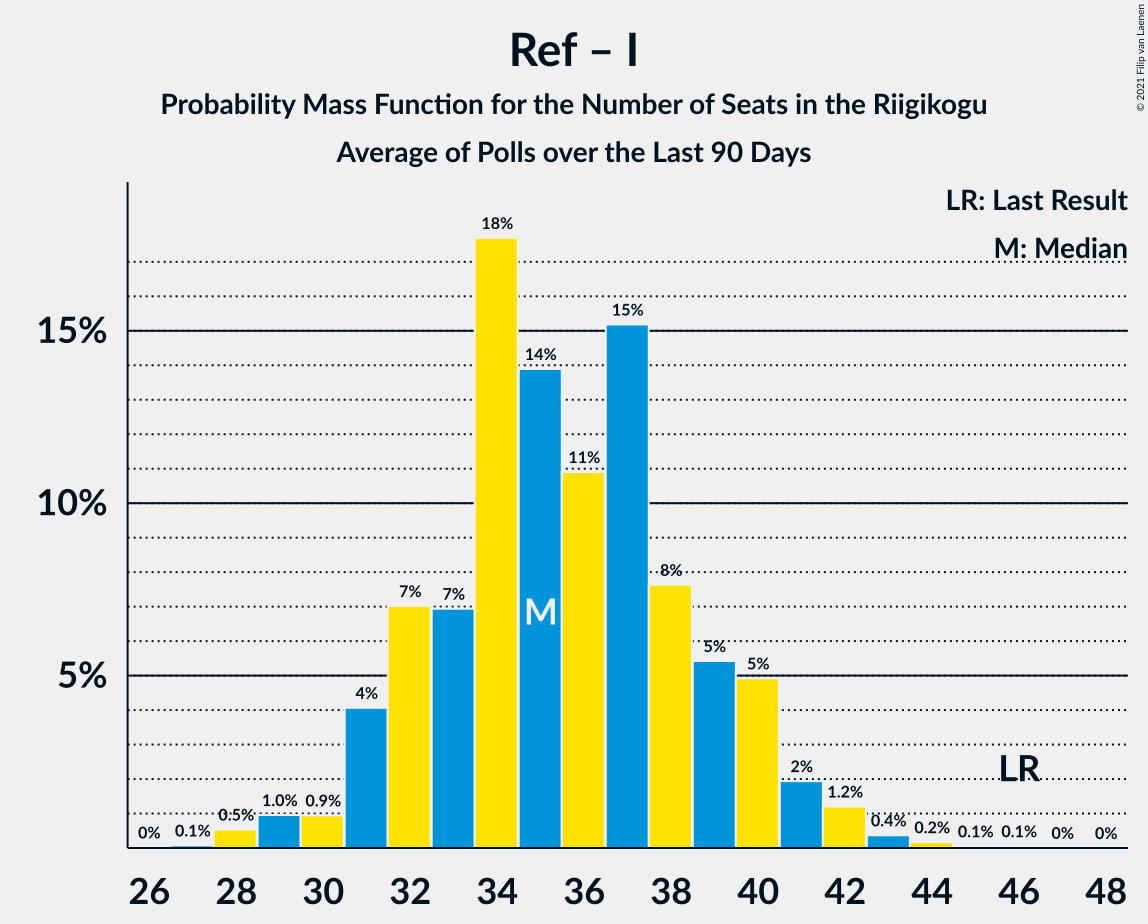 Ref – I
Probability Mass Function for the Number of Seats in the Riigikogu
Average of Polls over the Last 90 Days
© 2021 Filip van Laenen
LR: Last Result
M: Median
18%
15%
15%
14%
11%
10%
8%
7%
7%
M
5%
5%
5%
4%
LR
2%
1.2%
1.0%
0.9%
0.5%
0.4%
0.2%
0%
0.1%
0.1%
0.1%
0%
0%
26 28 30 32 34 36 38 40 42 44 46 48